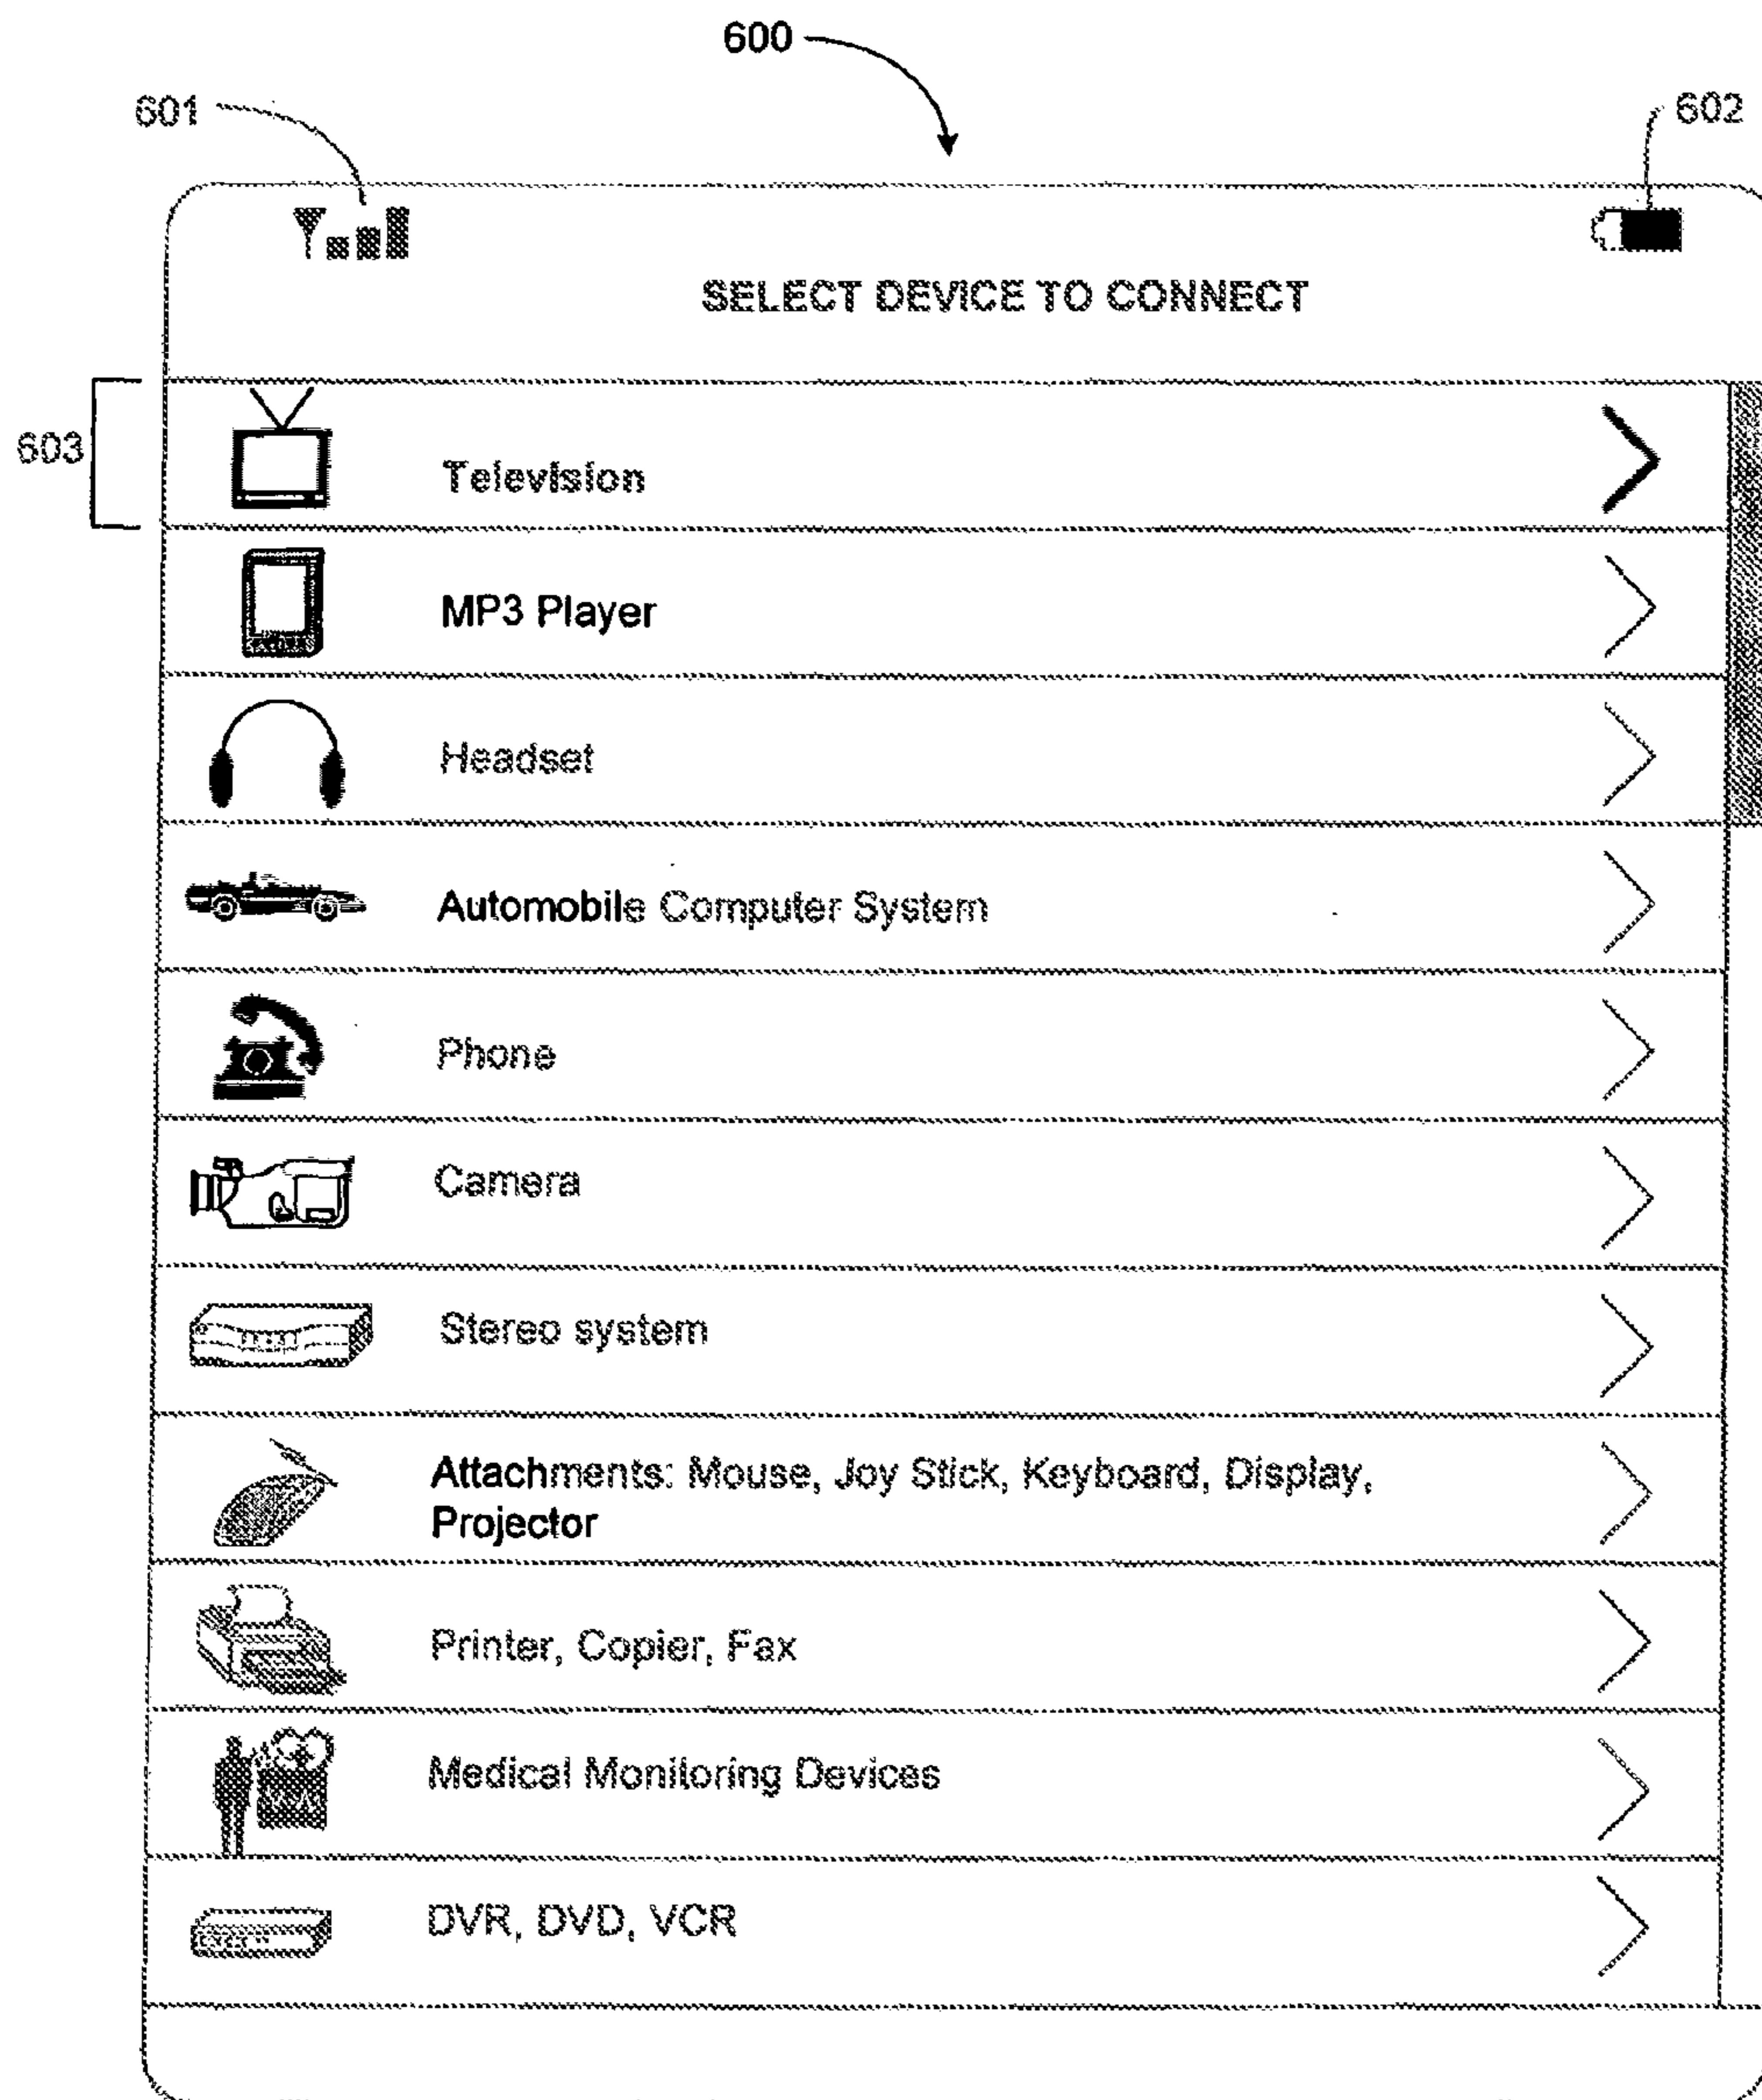 600
601
602
SELECT DEVICE TO CONNECT
603
Television
MP3 Player
Headset
Automobile Computer System
Phone
Camera
Stereo system
Attachments: Mouse, Joy Stick, Keyboard, Display,
Projector
Printer, Copier, Fax
Medical Monitoring Devices
DVR, DVD, VCR